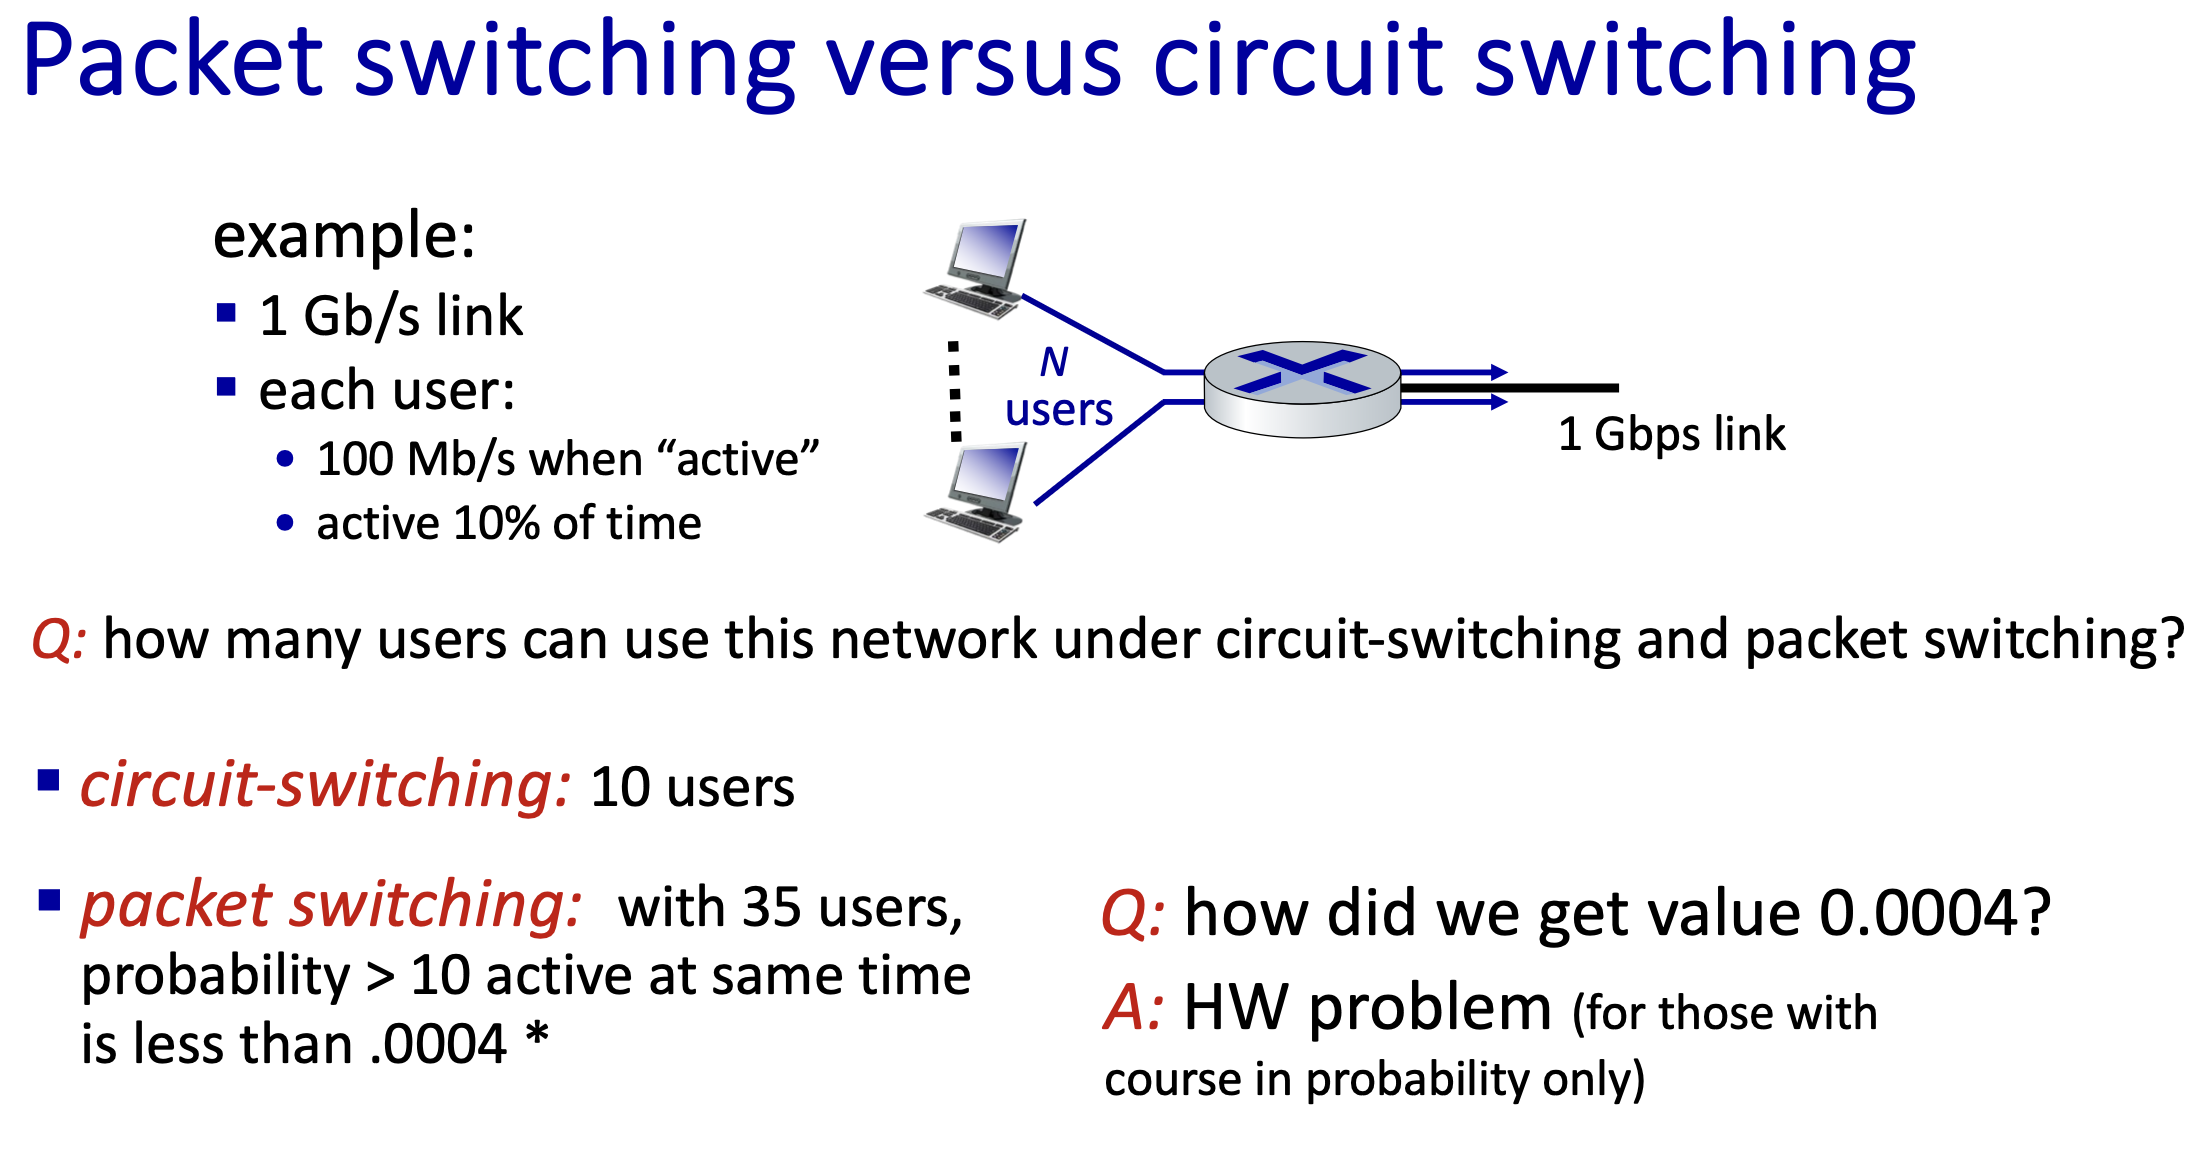 Packet switching versus circuit switching
example:
1 Gb/s link
each user:
100 Mb/s when “active”
active 10% of time
N
users
1 Gbps link
Q: how many users can use this network under circuit-switching and packet switching?
circuit-switching: 10 users
packet switching: with 35 users,
probability > 10 active at same time
is less than .0004 *
Q: how did we get value 0.0004?
A: HW problem (for those with
course in probability only)